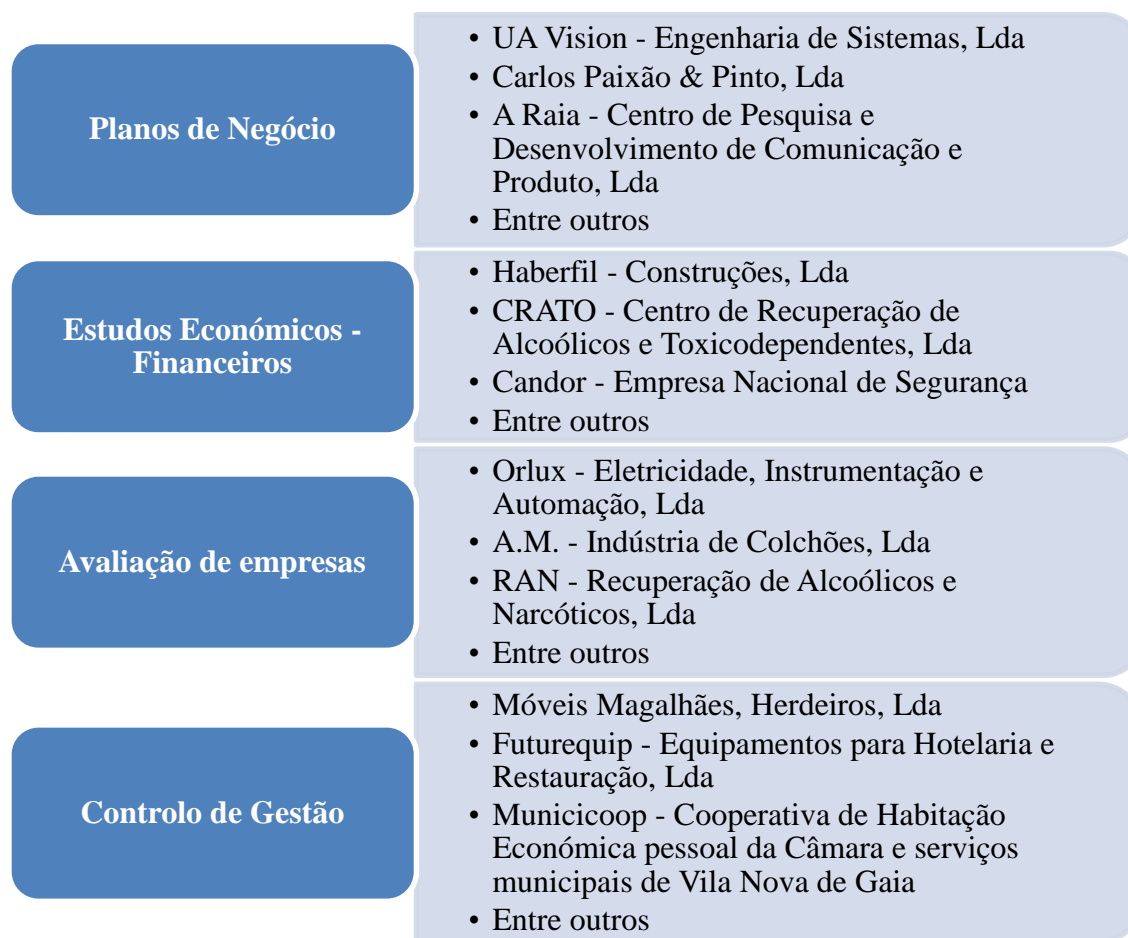 Planos de Negócio
• UA Vision - Engenharia de Sistemas, Lda
• Carlos Paixão & Pinto, Lda
• A Raia - Centro de Pesquisa e
Desenvolvimento de Comunicação e
Produto, Lda
• Entre outros
Estudos Económicos -
Financeiros
• Haberfil - Construções, Lda
• CRATO - Centro de Recuperação de
Alcoólicos e Toxicodependentes, Lda
• Candor - Empresa Nacional de Segurança
• Entre outros
Avaliação de empresas
• Orlux - Eletricidade, Instrumentação e
Automação, Lda
• A.M. - Indústria de Colchões, Lda
• RAN - Recuperação de Alcoólicos e
Narcóticos, Lda
• Entre outros
Controlo de Gestão
• Móveis Magalhães, Herdeiros, Lda
• Futurequip - Equipamentos para Hotelaria e
Restauração, Lda
• Municicoop - Cooperativa de Habitação
Económica pessoal da Câmara e serviços
municipais de Vila Nova de Gaia
• Entre outros